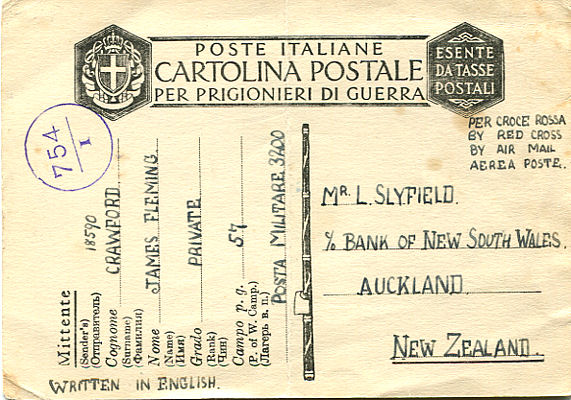 POSTE ITALIANE
CARTOLINA POSTALE
PER PRIGIONIERI DI GUERRA
ESENTE
DA TASSE
POSTALI
PER CROCE ROSSA
BY RED CROSS
BY AIR MAIL
AEREA POSTE.
754
I
Mittente
(Sender's)
(Отправитель)
18590
Cognome CRAWFORD
(Surname)
(Фамилия)
Nome JAMES FLEMING
(Name)
(Имя)
Grado PRIVATE
(Rank)
(Чин)
Campo p. g. 57
(P. of W. Camp.)
(Лагерь в. п.)
POSTA MILITARE 3200
MR. L. SLYFIELD.
c/o BANK OF NEW SOUTH WALES.
AUCKLAND
NEW ZEALAND.
WRITTEN IN ENGLISH.